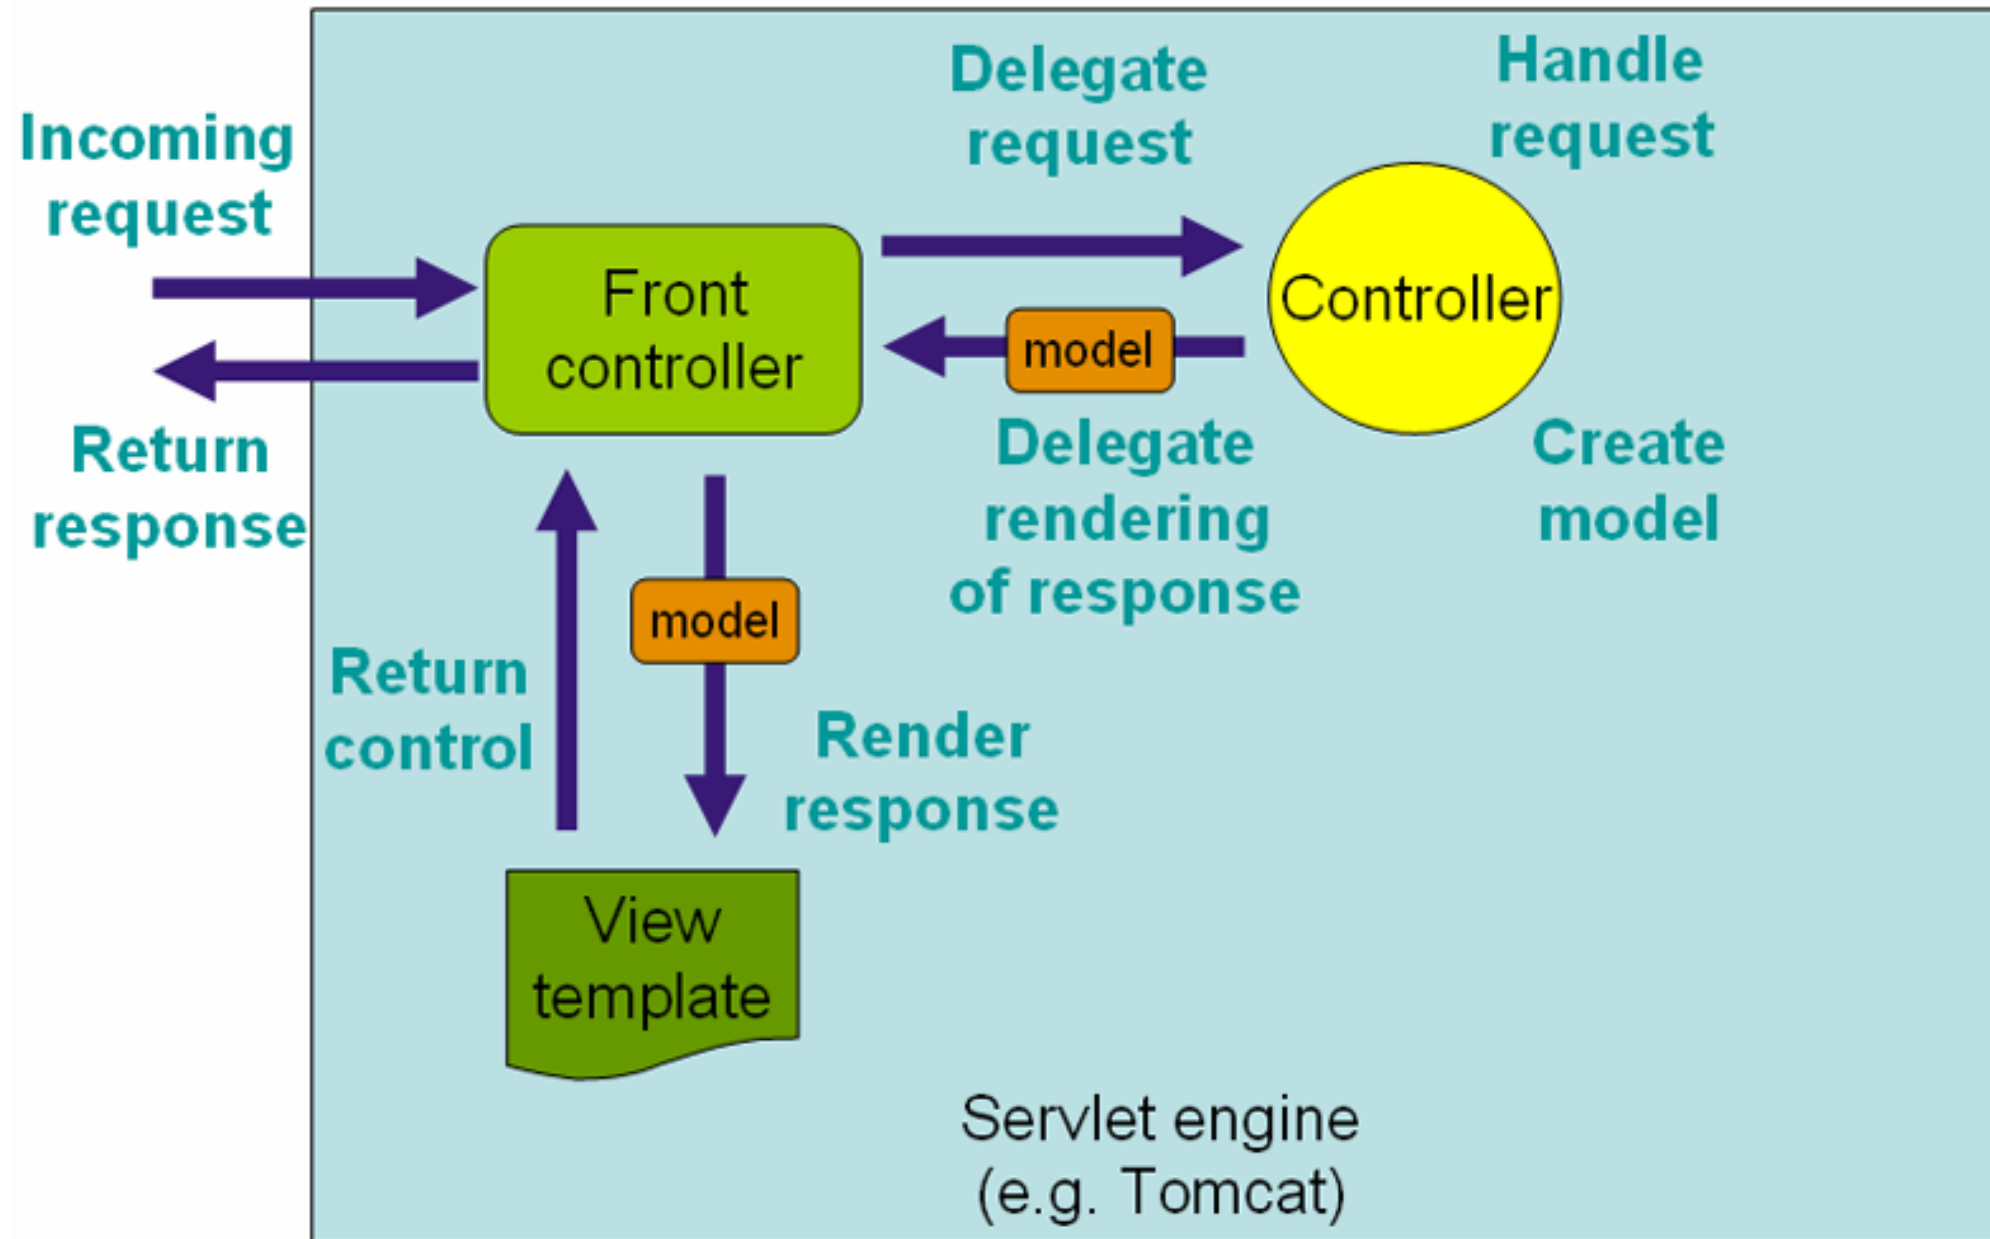 Incoming
request
Return
response
Delegate
request
Handle
request
Front
controller
Controller
model
Delegate
rendering
of response
Create
model
model
Return
control
Render
response
View
template
Servlet engine
(e.g. Tomcat)